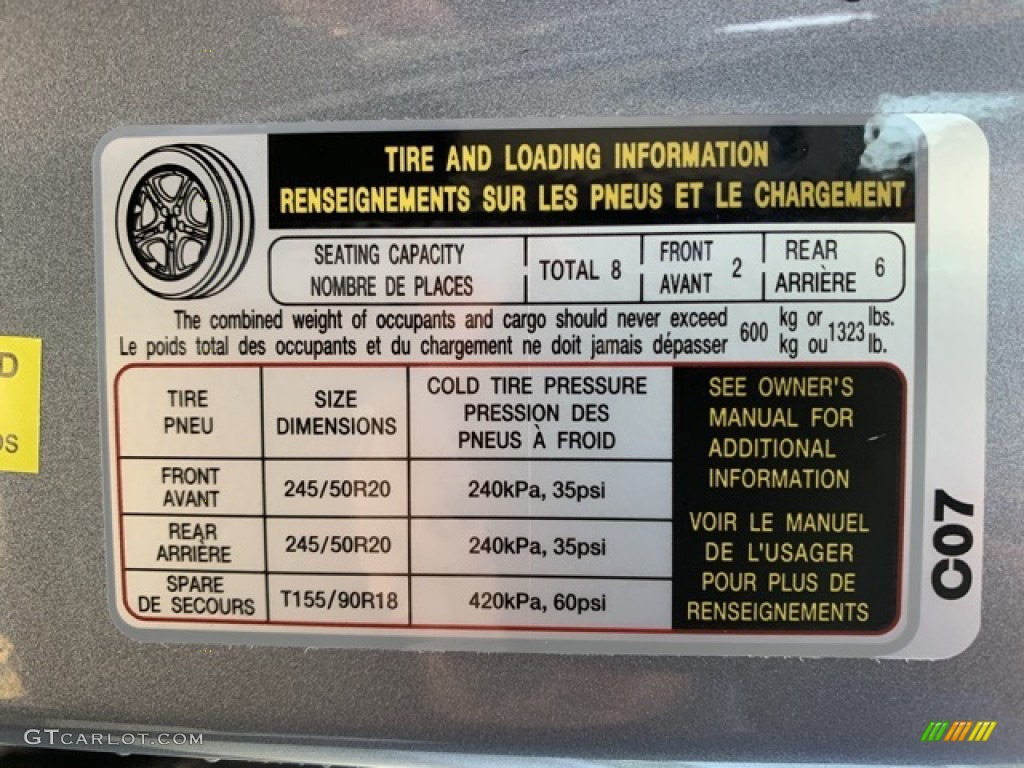 TIRE AND LOADING INFORMATION
RENSEIGNEMENTS SUR LES PNEUS ET LE CHARGEMENT
SEATING CAPACITY
NOMBRE DE PLACES
TOTAL 8
FRONT
AVANT
2
REAR
ARRIÈRE
6
The combined weight of occupants and cargo should never exceed
Le poids total des occupants et du chargement ne doit jamais dépasser
600
kg or
kg ou
1323
lbs.
lb.
TIRE
PNEU
SIZE
DIMENSIONS
COLD TIRE PRESSURE
PRESSION DES
PNEUS À FROID
FRONT
AVANT
245/50R20
240kPa, 35psi
REAR
ARRIÈRE
245/50R20
240kPa, 35psi
SPARE
DE SECOURS
T155/90R18
420kPa, 60psi
SEE OWNER'S
MANUAL FOR
ADDITIONAL
INFORMATION
VOIR LE MANUEL
DE L'USAGER
POUR PLUS DE
RENSEIGNEMENTS
C07
D
OS
GTCARLOT.COM